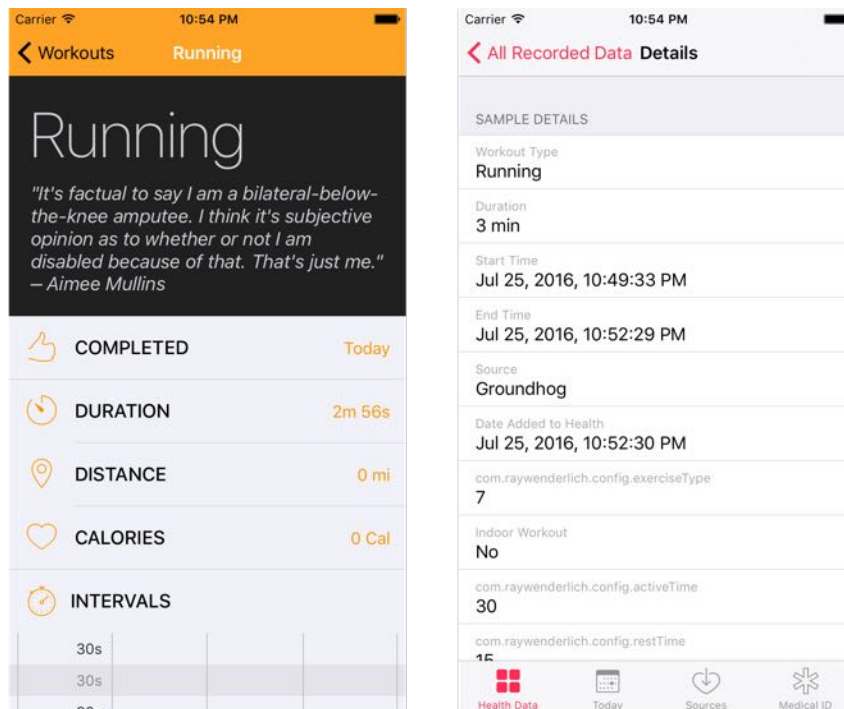 Carrier 10:54 PM
Workouts Running
Running
"It's factual to say I am a bilateral-below-
the-knee amputee. I think it's subjective
opinion as to whether or not I am
disabled because of that. That's just me."
– Aimee Mullins
COMPLETED Today
DURATION 2m 56s
DISTANCE 0 mi
CALORIES 0 Cal
INTERVALS
30s
30s
Carrier 10:54 PM
All Recorded Data Details
SAMPLE DETAILS
Workout Type
Running
Duration
3 min
Start Time
Jul 25, 2016, 10:49:33 PM
End Time
Jul 25, 2016, 10:52:29 PM
Source
Groundhog
Date Added to Health
Jul 25, 2016, 10:52:30 PM
com.raywenderlich.config.exerciseType
7
Indoor Workout
No
com.raywenderlich.config.activeTime
30
com.raywenderlich.config.restTime
15
Health Data Today Sources Medical ID